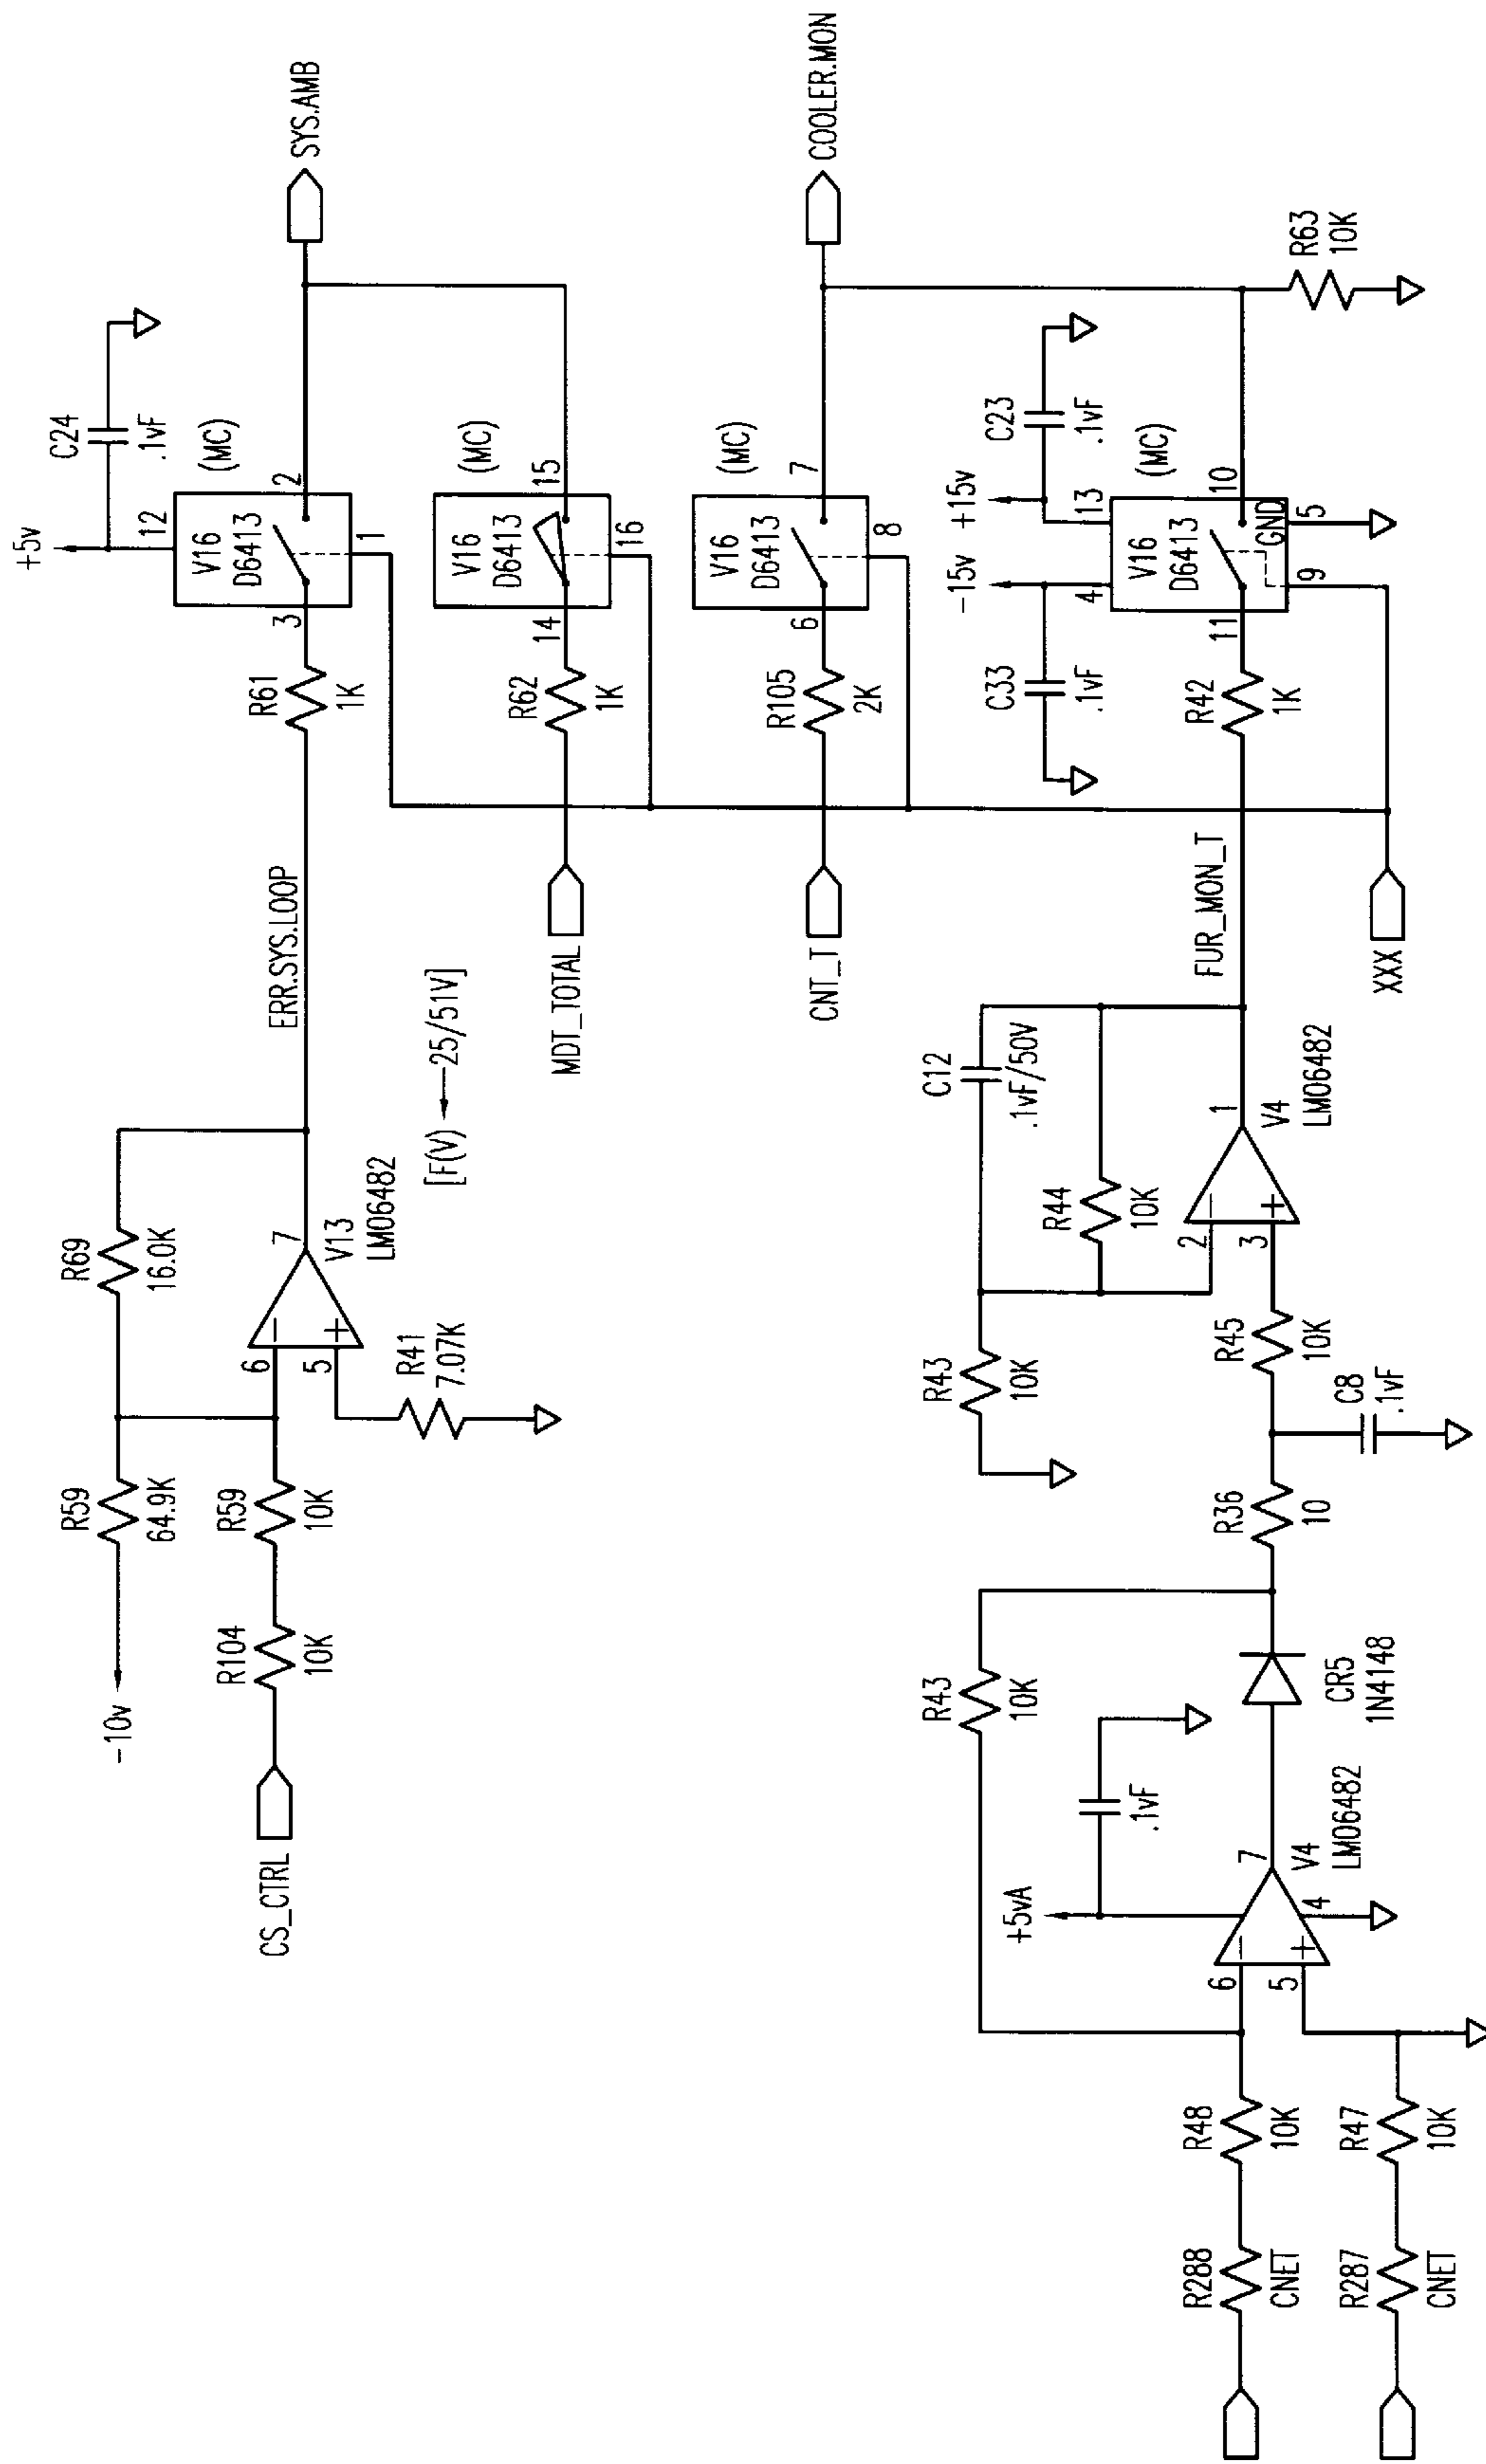 +5v
C24
.1vF
12
V16
D6413
(MC)
3
2
1
R61
1K
SYS.AMB
ERR.SYS.LOOP
R69
16.0K
R59
64.9K
-10v
CS_CTRL
R104
10K
R59
10K
6
5
7
V13
LM06482
R41
7.07K
[F(V) 25/51V]
MDT_TOTAL
R62
1K
14
V16
D6413
(MC)
15
16
CNT_T
R105
2K
6
V16
D6413
(MC)
7
8
COOLER.MON
-15v
+15v
C33
.1vF
C23
.1vF
4
13
V16
D6413
(MC)
11
10
GND
9
5
R42
1K
R63
10K
FUR_MON_T
XXX
C12
.1vF/50V
R44
10K
R43
10K
2
3
1
V4
LM06482
R45
10K
C8
.1vF
R36
10
R43
10K
CR5
1N4148
+5vA
.1vF
6
5
7
4
V4
LM06482
R48
10K
R288
CNET
R47
10K
R287
CNET